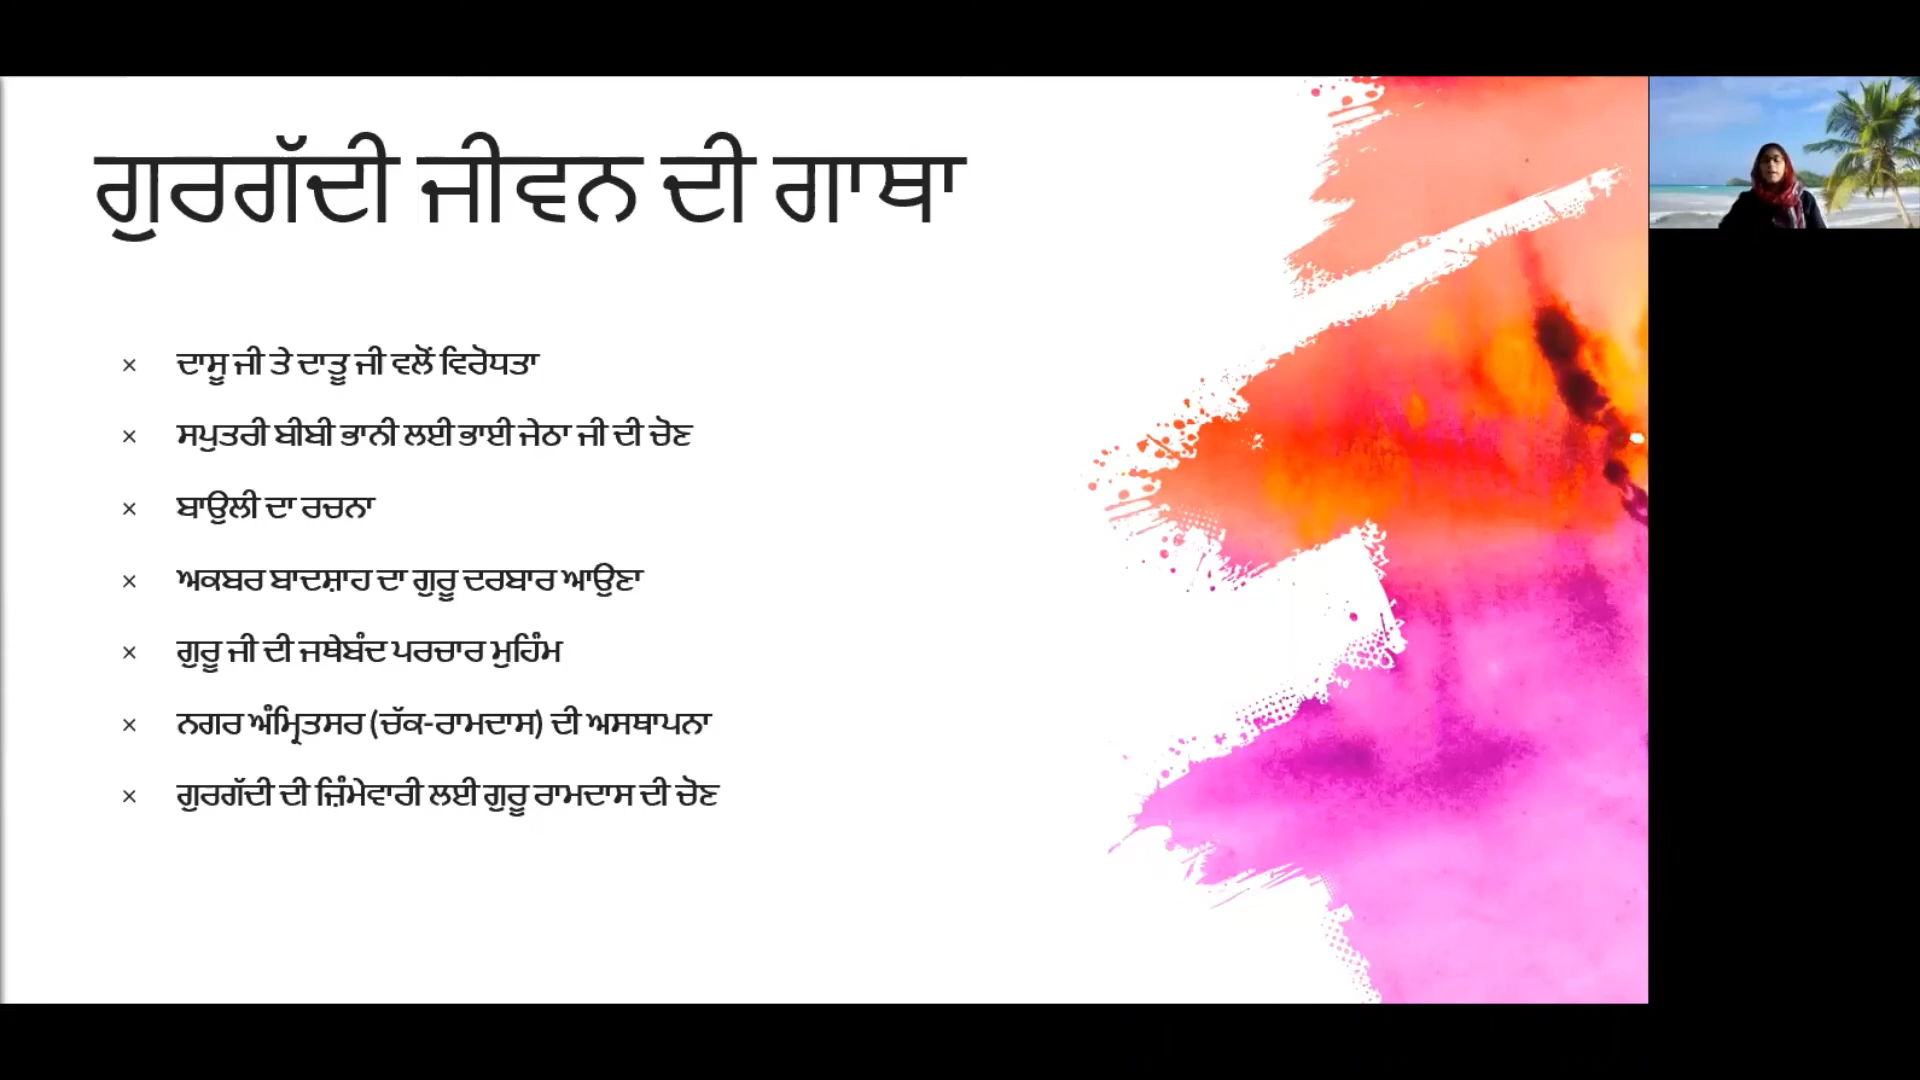 ਗੁਰਗੱਦੀ ਜੀਵਨ ਦੀ ਗਾਥਾ
× ਦਾਸੂ ਜੀ ਤੇ ਦਾਤੂ ਜੀ ਵਲੋਂ ਵਿਰੋਧਤਾ
× ਸਪੁਤਰੀ ਬੀਬੀ ਭਾਨੀ ਲਈ ਭਾਈ ਜੇਠਾ ਜੀ ਦੀ ਚੋਣ
× ਬਾਉਲੀ ਦਾ ਰਚਨਾ
× ਅਕਬਰ ਬਾਦਸ਼ਾਹ ਦਾ ਗੁਰੂ ਦਰਬਾਰ ਆਉਣਾ
× ਗੁਰੂ ਜੀ ਦੀ ਜਥੇਬੰਦ ਪਰਚਾਰ ਮੁਹਿੰਮ
× ਨਗਰ ਅੰਮ੍ਰਿਤਸਰ (ਚੱਕ-ਰਾਮਦਾਸ) ਦੀ ਅਸਥਾਪਨਾ
× ਗੁਰਗੱਦੀ ਦੀ ਜ਼ਿੰਮੇਵਾਰੀ ਲਈ ਗੁਰੂ ਰਾਮਦਾਸ ਦੀ ਚੋਣ